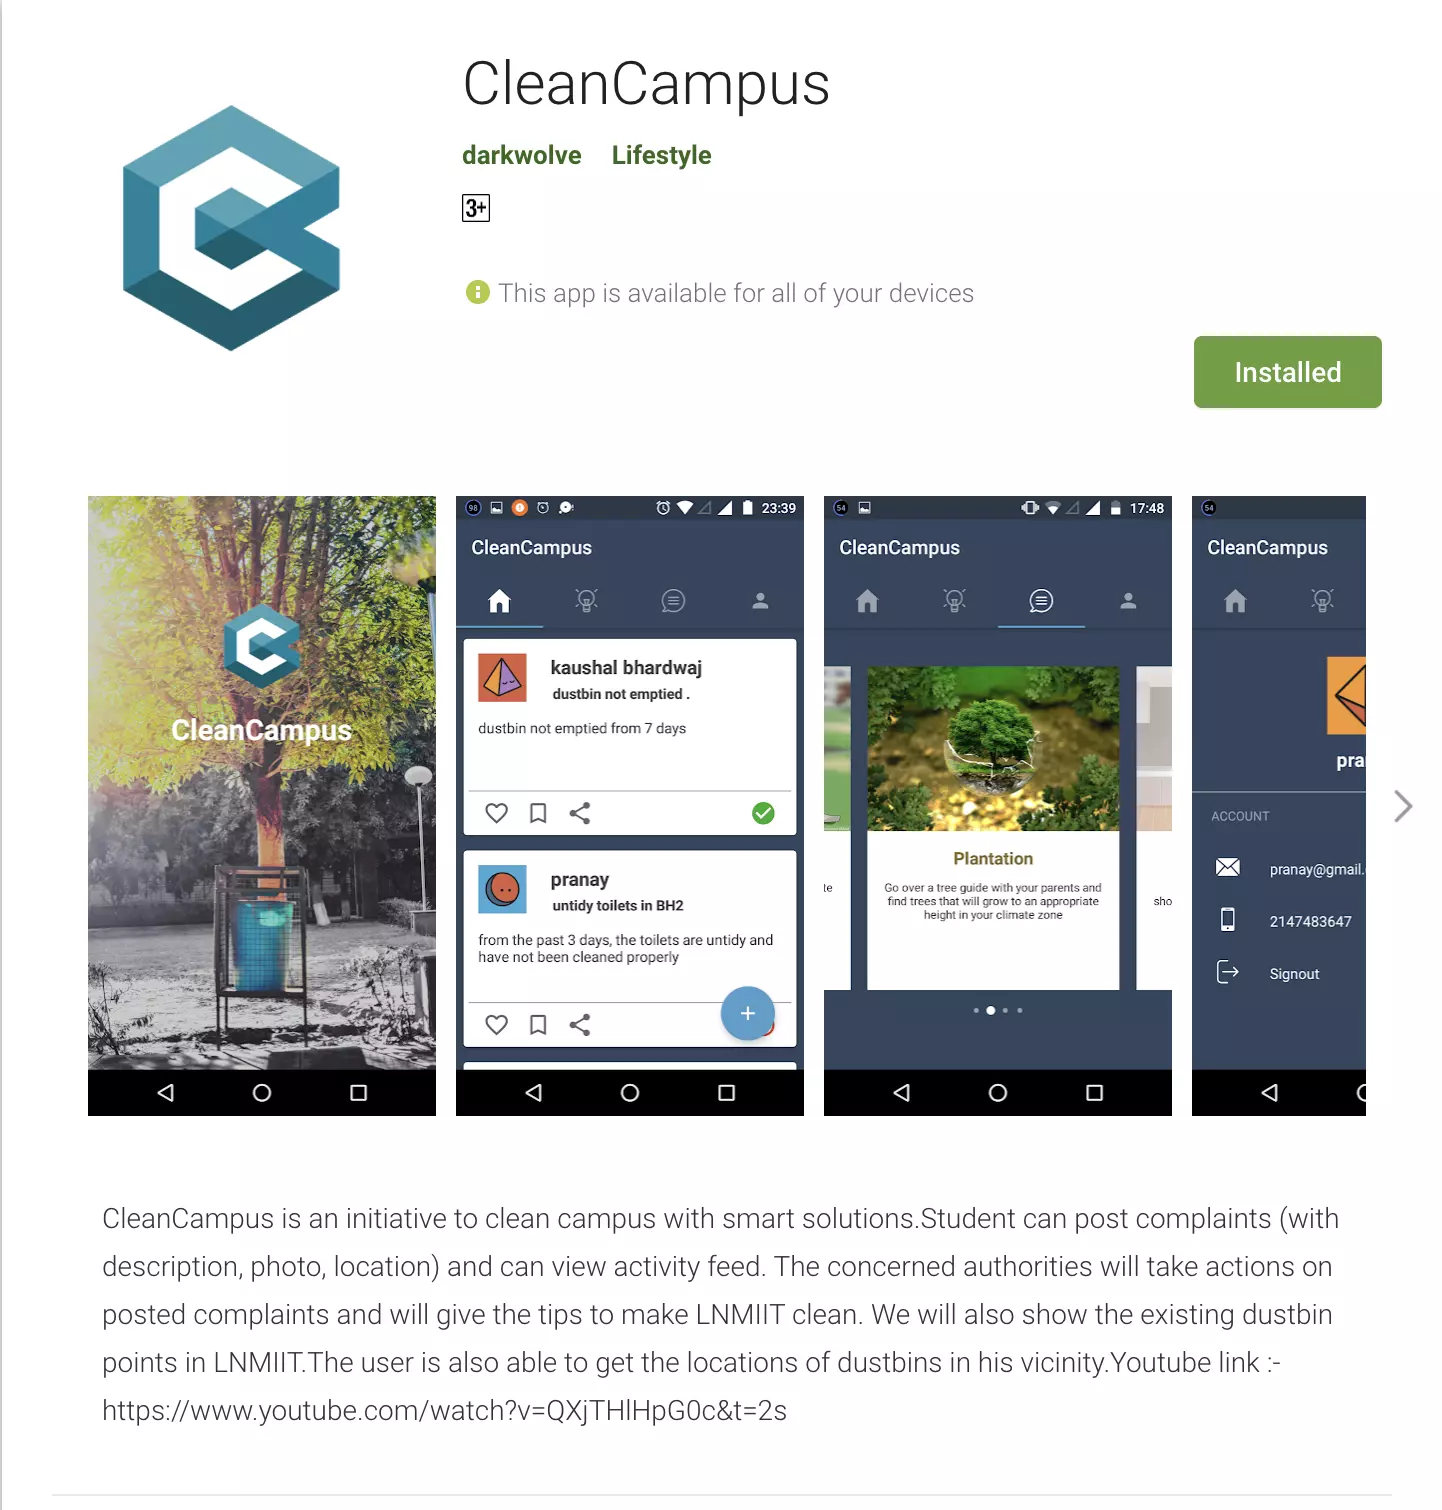 CleanCampus
darkwolve Lifestyle
3+
This app is available for all of your devices
Installed
CleanCampus
98 23:39
CleanCampus
kaushal bhardwaj
dustbin not emptied .
dustbin not emptied from 7 days
pranay
untidy toilets in BH2
from the past 3 days, the toilets are untidy and
have not been cleaned properly
+
54 17:48
CleanCampus
te
Plantation
Go over a tree guide with your parents and
find trees that will grow to an appropriate
height in your climate zone
sho
54
CleanCampus
pra
ACCOUNT
pranay@gmail.
2147483647
Signout
CleanCampus is an initiative to clean campus with smart solutions.Student can post complaints (with
description, photo, location) and can view activity feed. The concerned authorities will take actions on
posted complaints and will give the tips to make LNMIIT clean. We will also show the existing dustbin
points in LNMIIT.The user is also able to get the locations of dustbins in his vicinity.Youtube link :-
https://www.youtube.com/watch?v=QXjTHlHpG0c&t=2s